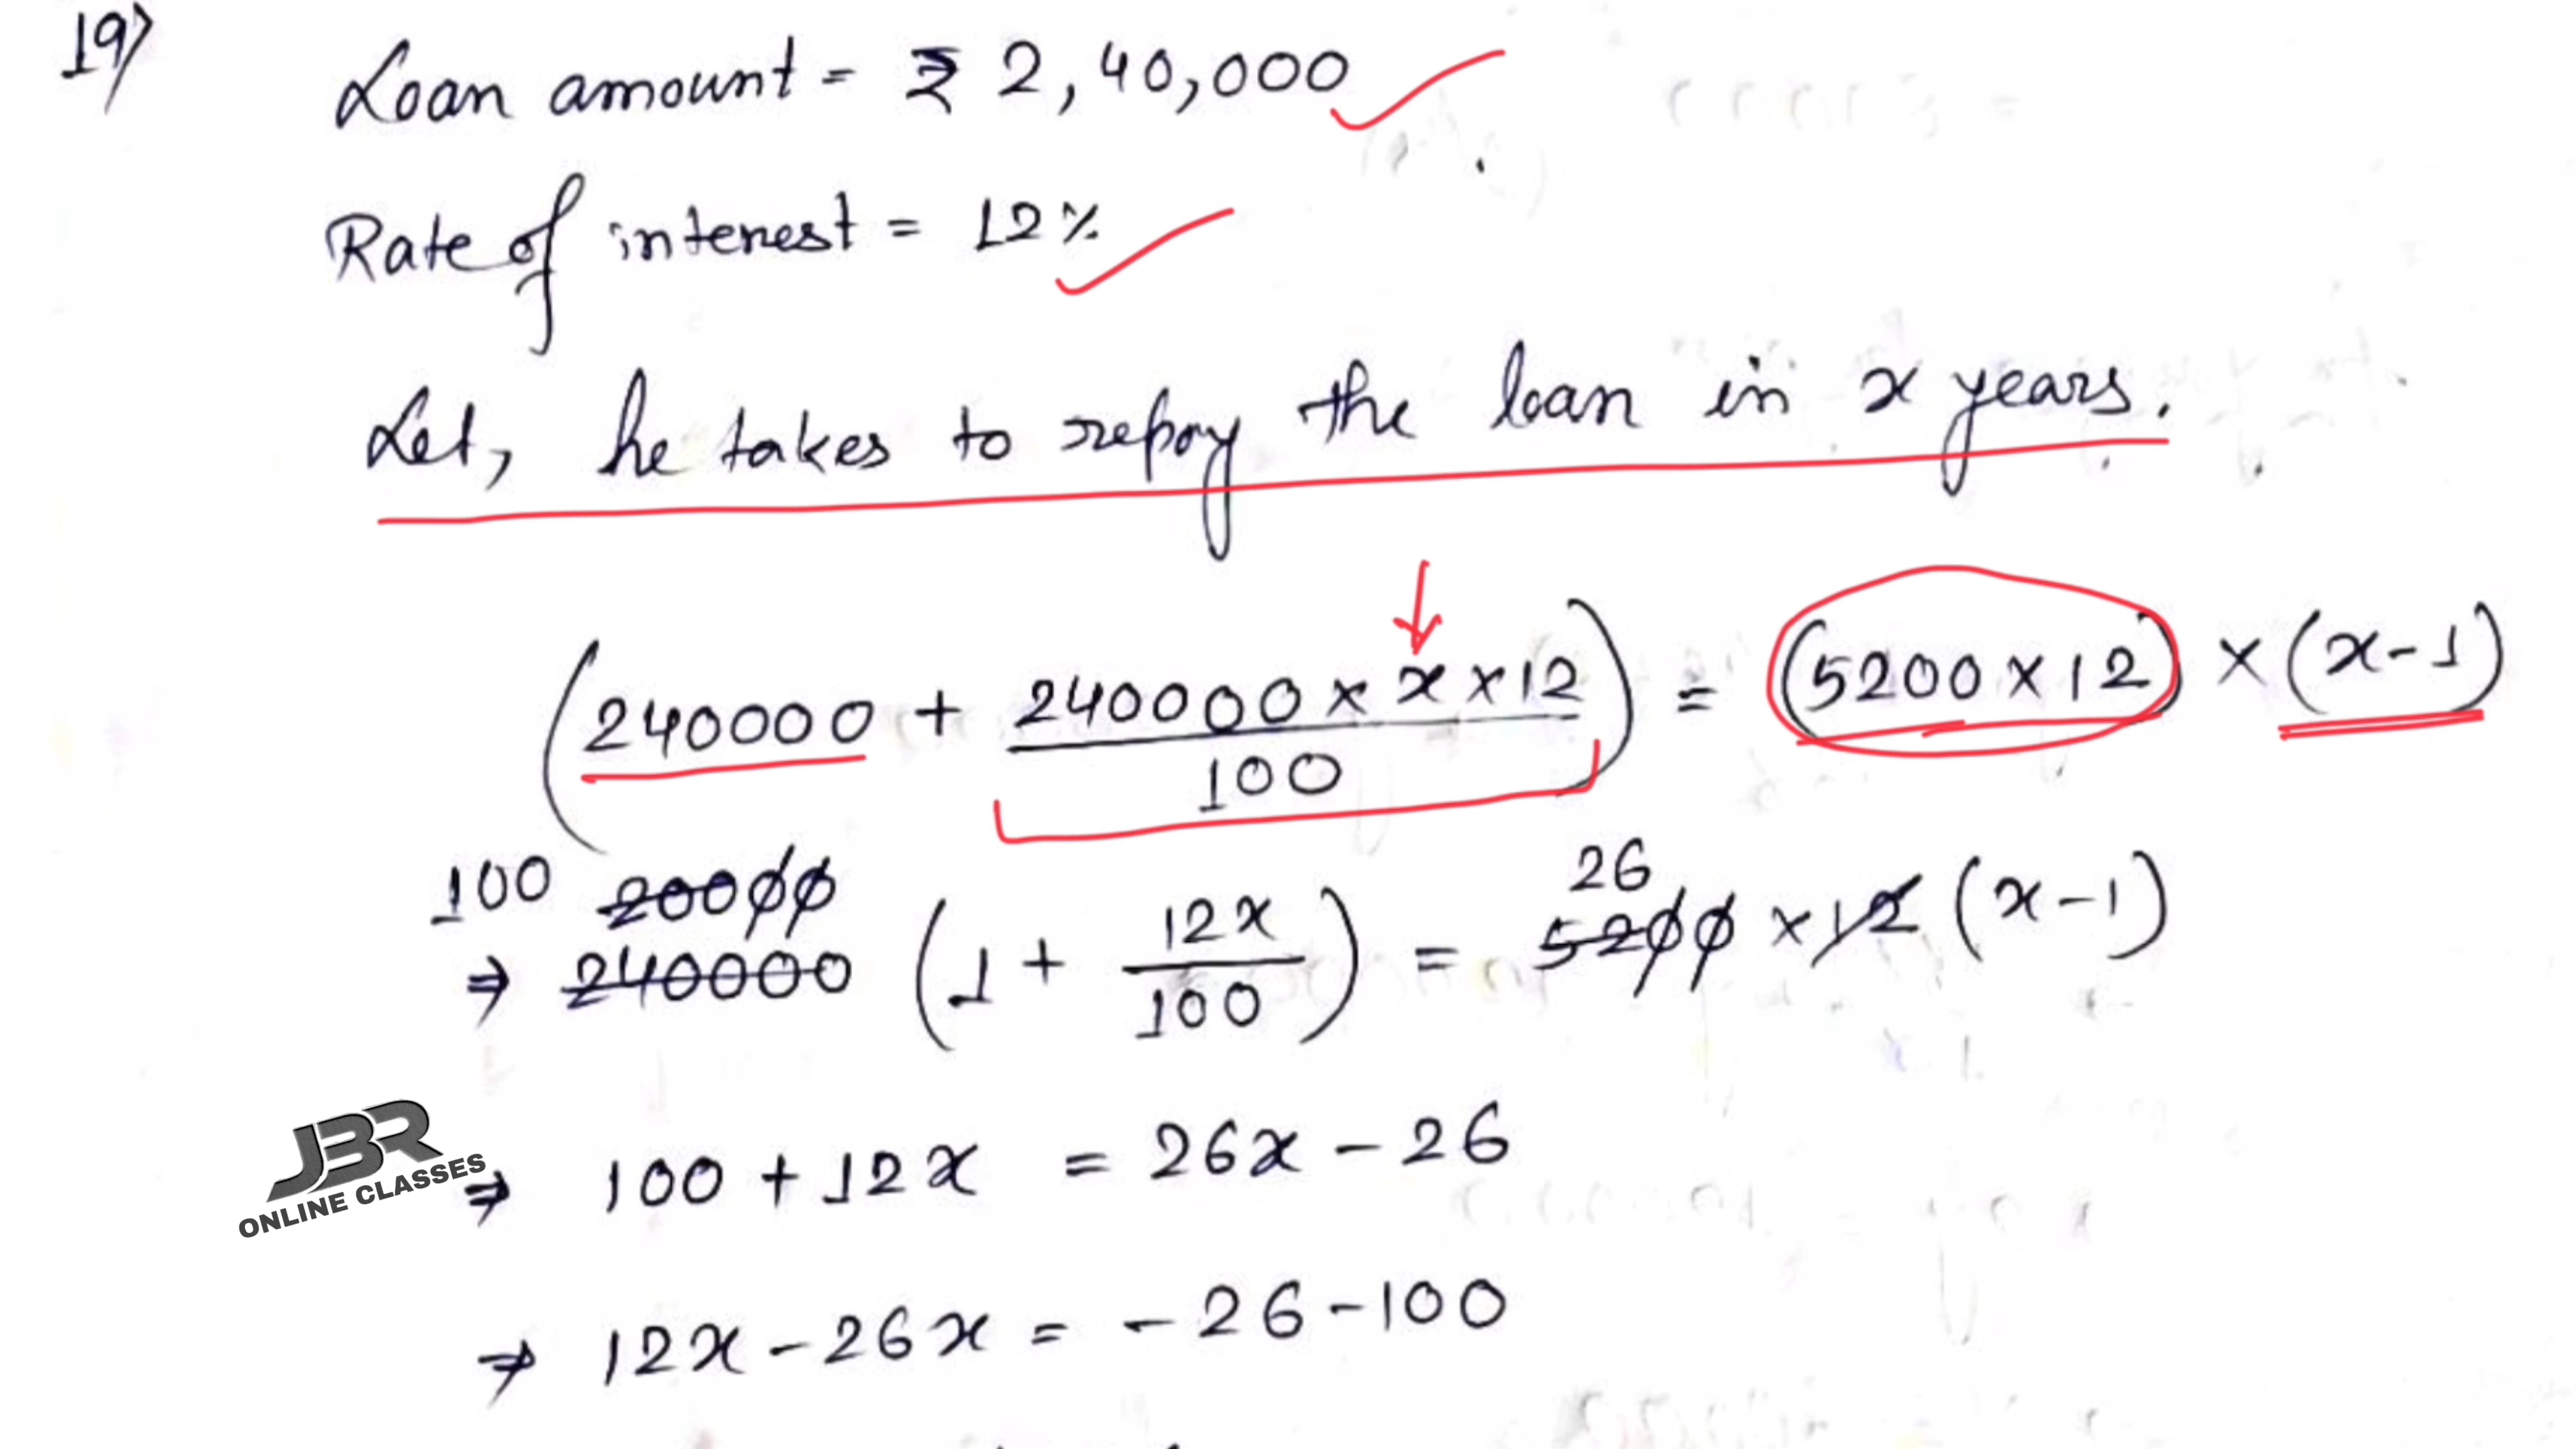 19)
Loan amount = ₹ 2,40,000
Rate of interest = 12%
Let, he takes to repay the loan in x years.
(240000 + 240000 × x × 12 / 100) = (5200 × 12) × (x-1)
100 20000 26
⇒ 240000 (1 + 12x / 100) = 5200 × 12 (x-1)
JBR
ONLINE CLASSES
⇒ 100 + 12x = 26x - 26
⇒ 12x - 26x = - 26 - 100